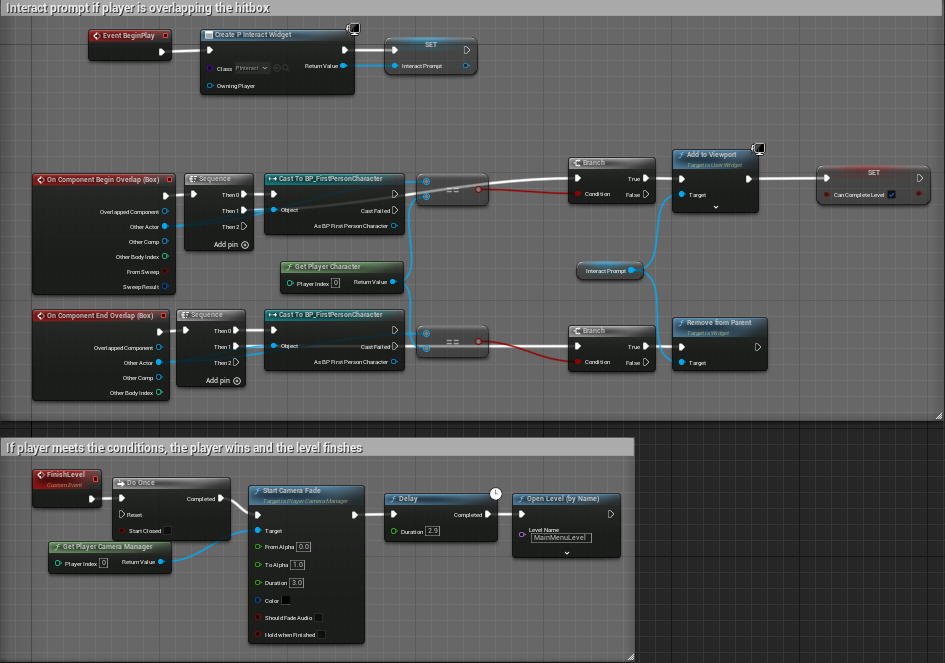 Interact prompt if player is overlapping the hitbox
Event BeginPlay
Create P Interact Widget
Class PInteract
Return Value
Owning Player
SET
Interact Prompt
On Component Begin Overlap (Box)
Overlapped Component
Other Actor
Other Comp
Other Body Index
From Sweep
Sweep Result
Sequence
Then 0
Then 1
Then 2
Add pin
Cast To BP_FirstPersonCharacter
Object
Cast Failed
As BP First Person Character
==
Branch
True
Condition
False
Add to Viewport
Target is User Widget
Target
SET
Can Complete Level
Get Player Character
Player Index 0
Return Value
Interact Prompt
On Component End Overlap (Box)
Overlapped Component
Other Actor
Other Comp
Other Body Index
Sequence
Then 0
Then 1
Then 2
Add pin
Cast To BP_FirstPersonCharacter
Object
Cast Failed
As BP First Person Character
==
Branch
True
Condition
False
Remove from Parent
Target is Widget
Target
If player meets the conditions, the player wins and the level finshes
FinishLevel
Custom Event
Do Once
Completed
Reset
Start Closed
Get Player Camera Manager
Player Index 0
Return Value
Start Camera Fade
Target is Player Camera Manager
Target
From Alpha 0.0
To Alpha 1.0
Duration 3.0
Color
Should Fade Audio
Hold when Finished
Delay
Completed
Duration 2.9
Open Level (by Name)
Level Name
MainMenuLevel